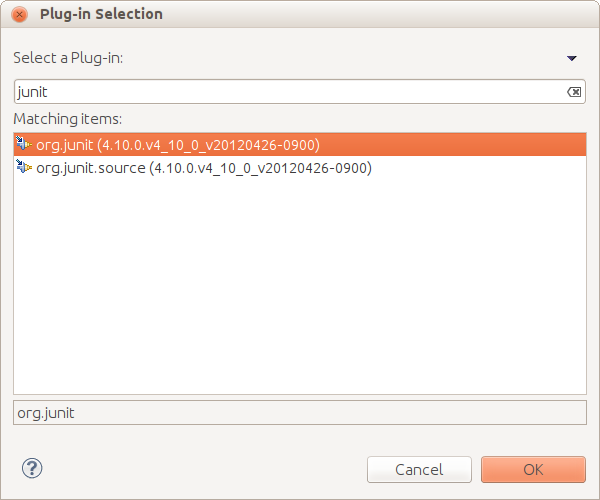 Plug-in Selection
Select a Plug-in:
junit
Matching items:
org.junit (4.10.0.v4_10_0_v20120426-0900)
org.junit.source (4.10.0.v4_10_0_v20120426-0900)
org.junit
?
Cancel
OK